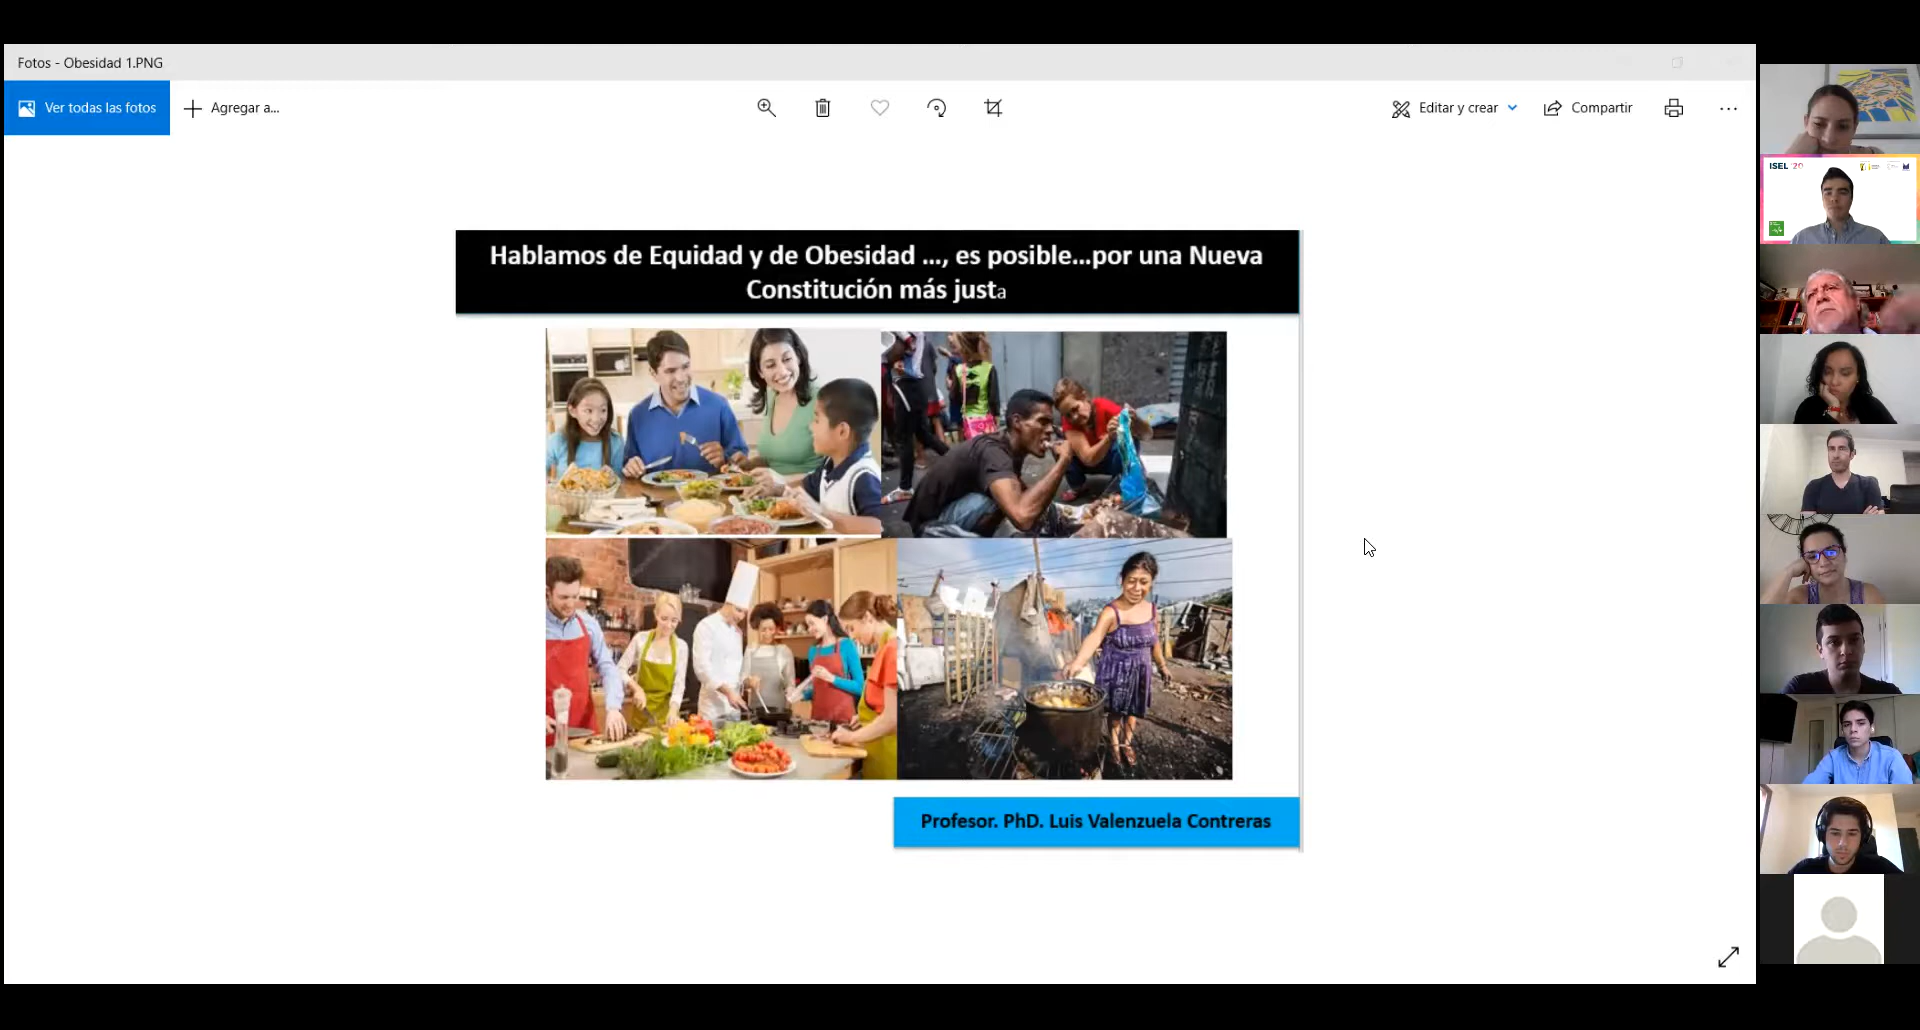 Fotos - Obesidad 1.PNG
Ver todas las fotos
Agregar a...
Editar y crear
Compartir
ISEL '20
Hablamos de Equidad y de Obesidad ..., es posible...por una Nueva
Constitución más justa
Profesor. PhD. Luis Valenzuela Contreras